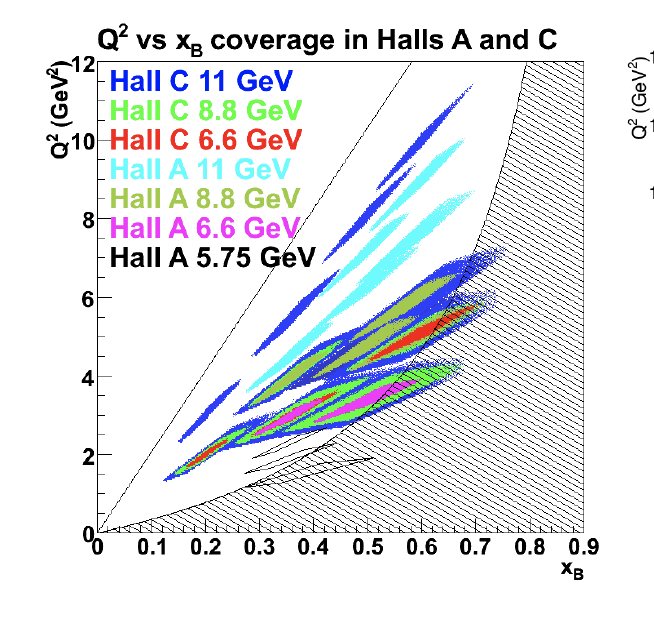 Q² vs x_B coverage in Halls A and C
Q² (GeV²)
12
10
8
6
4
2
0
Hall C 11 GeV
Hall C 8.8 GeV
Hall C 6.6 GeV
Hall A 11 GeV
Hall A 8.8 GeV
Hall A 6.6 GeV
Hall A 5.75 GeV
0 0.1 0.2 0.3 0.4 0.5 0.6 0.7 0.8 0.9
x_B
Q² (GeV²)
1
1
1